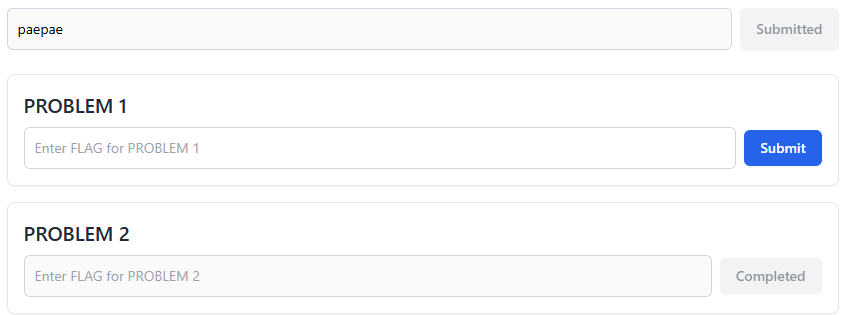 paepae
Submitted
PROBLEM 1
Enter FLAG for PROBLEM 1
Submit
PROBLEM 2
Enter FLAG for PROBLEM 2
Completed